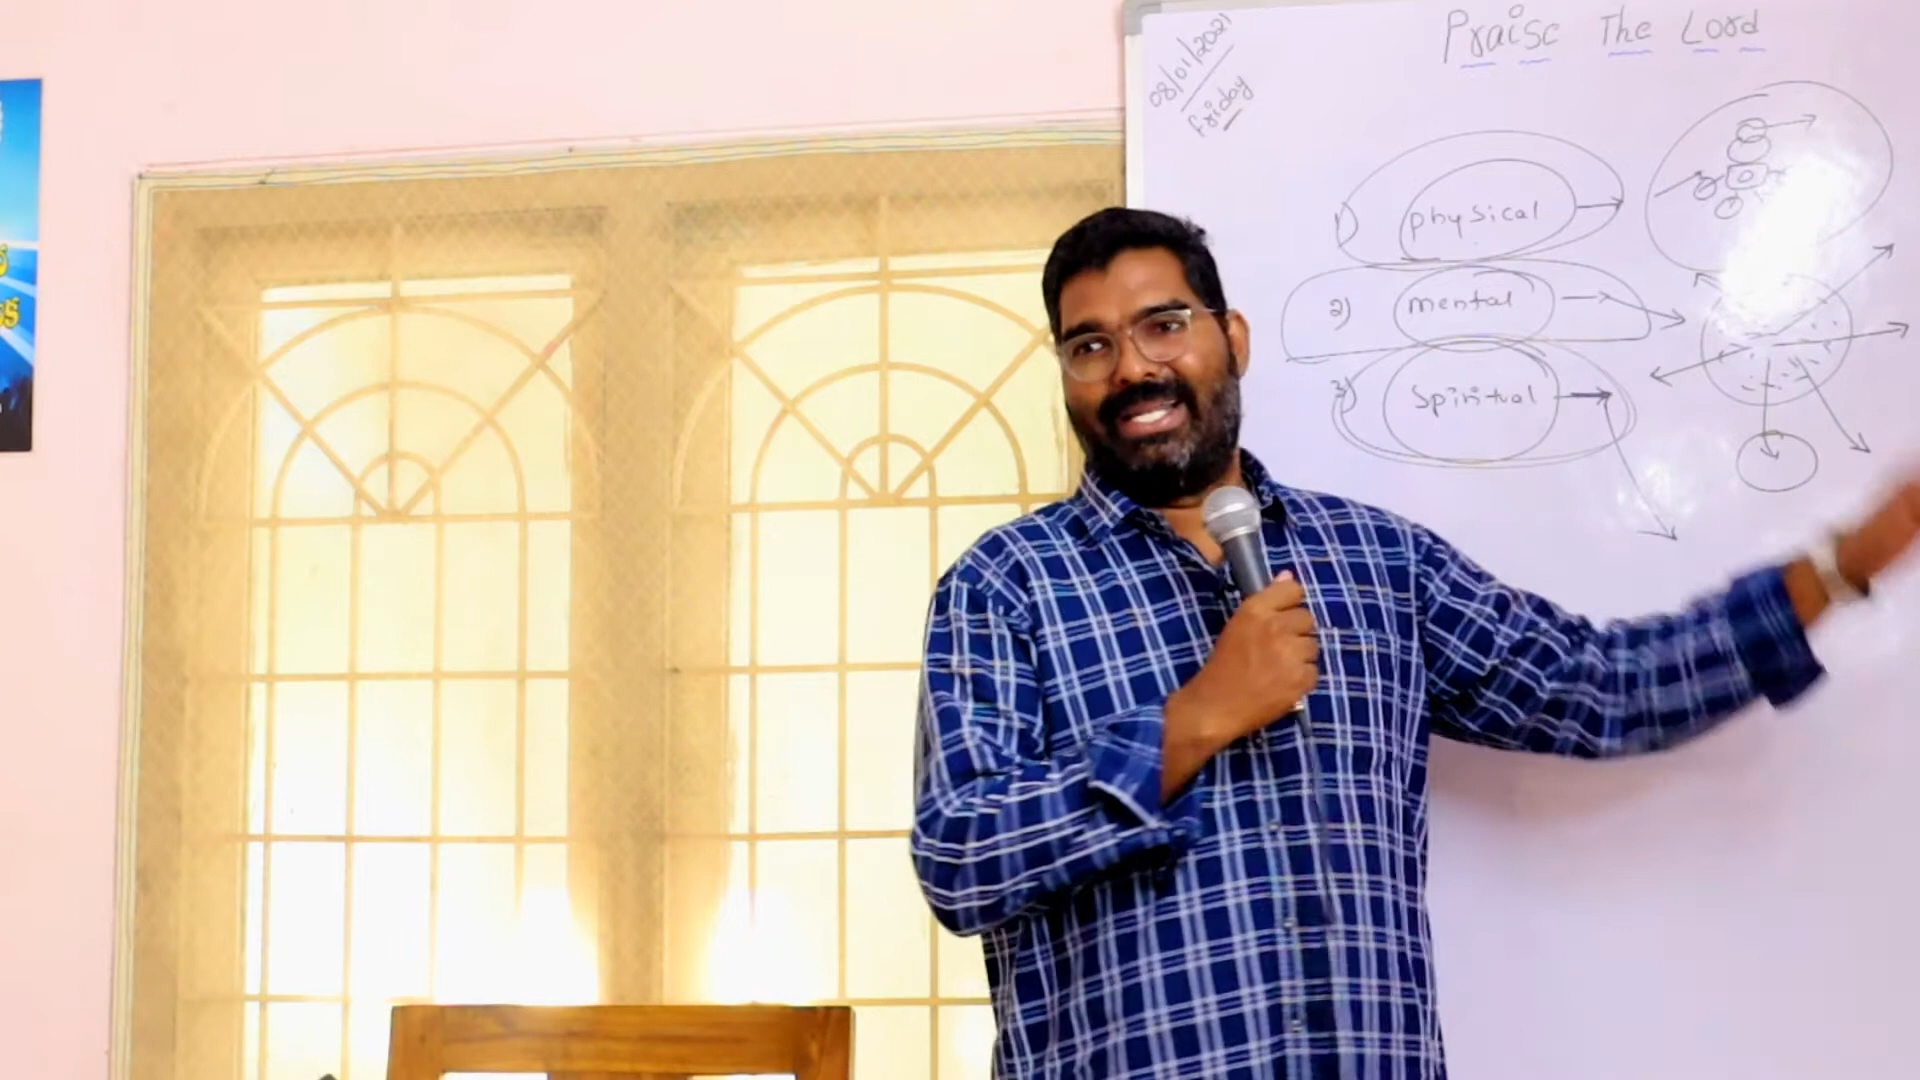 Praise The Lord
08/01/2021
Friday
1) physical
2) mental
3) Spiritual